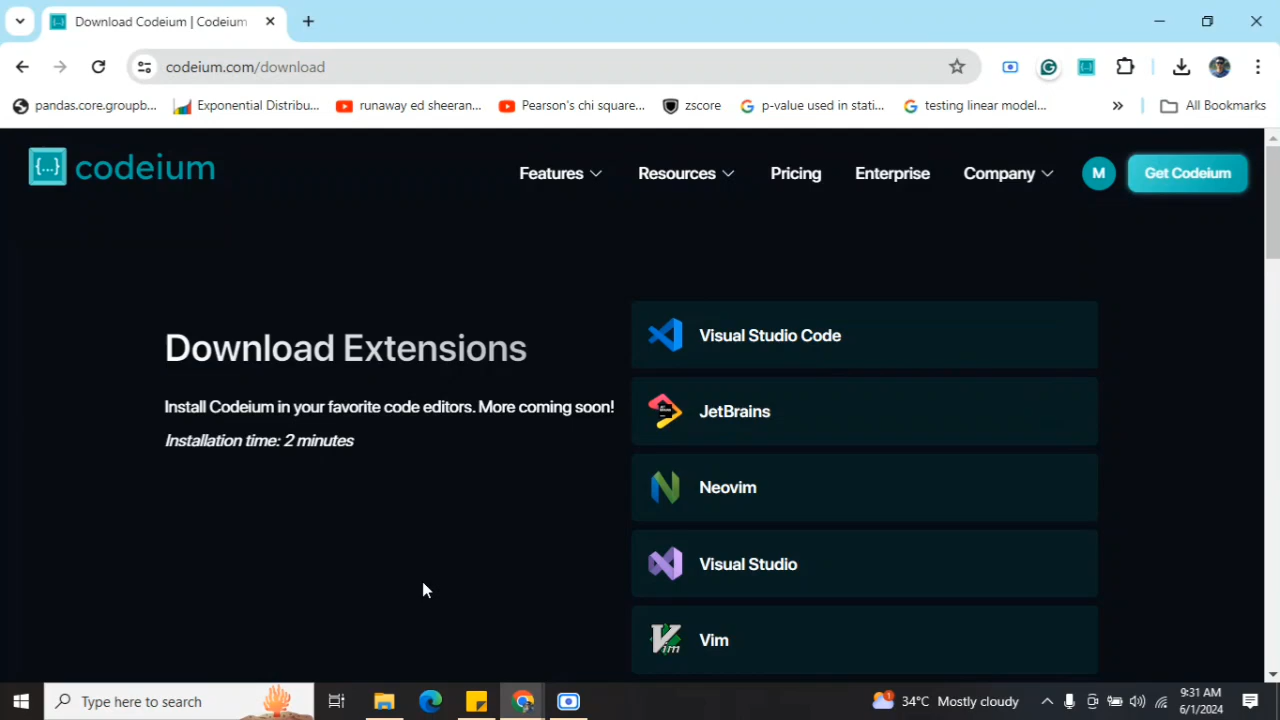 Download Codeium | Codeium
codeium.com/download
pandas.core.groupb... Exponential Distribu... runaway ed sheeran... Pearson's chi square... zscore p-value used in stati... testing linear model... » All Bookmarks
{...} codeium Features Resources Pricing Enterprise Company M Get Codeium
Download Extensions
Install Codeium in your favorite code editors. More coming soon!
Installation time: 2 minutes
Visual Studio Code
JetBrains
Neovim
Visual Studio
Vim
Type here to search
1 34°C Mostly cloudy
9:31 AM
6/1/2024